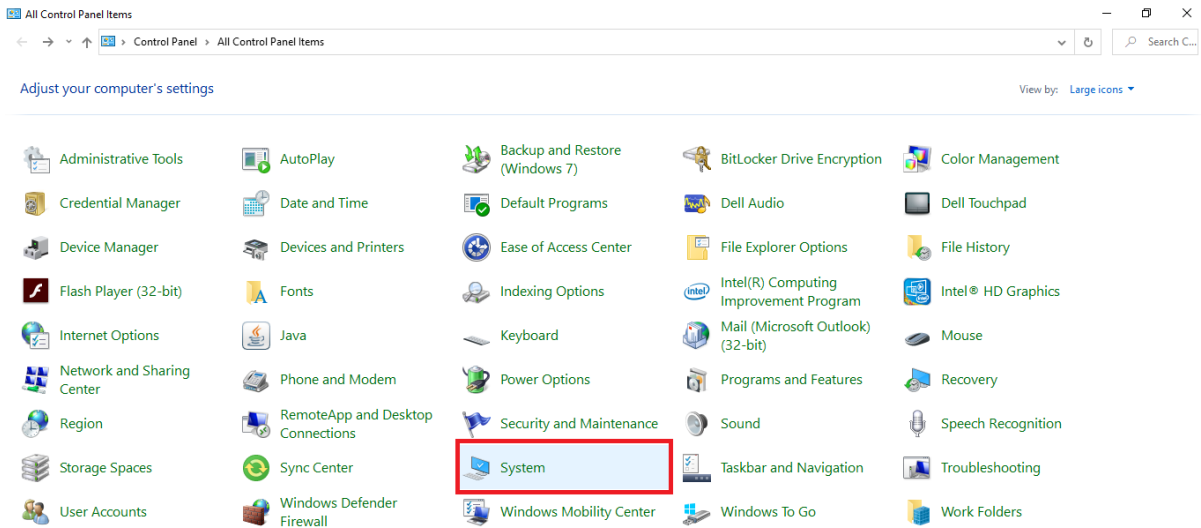 All Control Panel Items
Control Panel > All Control Panel Items
Search C...
Adjust your computer's settings
View by: Large icons
Administrative Tools
AutoPlay
Backup and Restore
(Windows 7)
BitLocker Drive Encryption
Color Management
Credential Manager
Date and Time
Default Programs
Dell Audio
Dell Touchpad
Device Manager
Devices and Printers
Ease of Access Center
File Explorer Options
File History
Flash Player (32-bit)
Fonts
Indexing Options
Intel(R) Computing
Improvement Program
Intel® HD Graphics
Internet Options
Java
Keyboard
Mail (Microsoft Outlook)
(32-bit)
Mouse
Network and Sharing
Center
Phone and Modem
Power Options
Programs and Features
Recovery
Region
RemoteApp and Desktop
Connections
Security and Maintenance
Sound
Speech Recognition
Storage Spaces
Sync Center
System
Taskbar and Navigation
Troubleshooting
User Accounts
Windows Defender
Firewall
Windows Mobility Center
Windows To Go
Work Folders